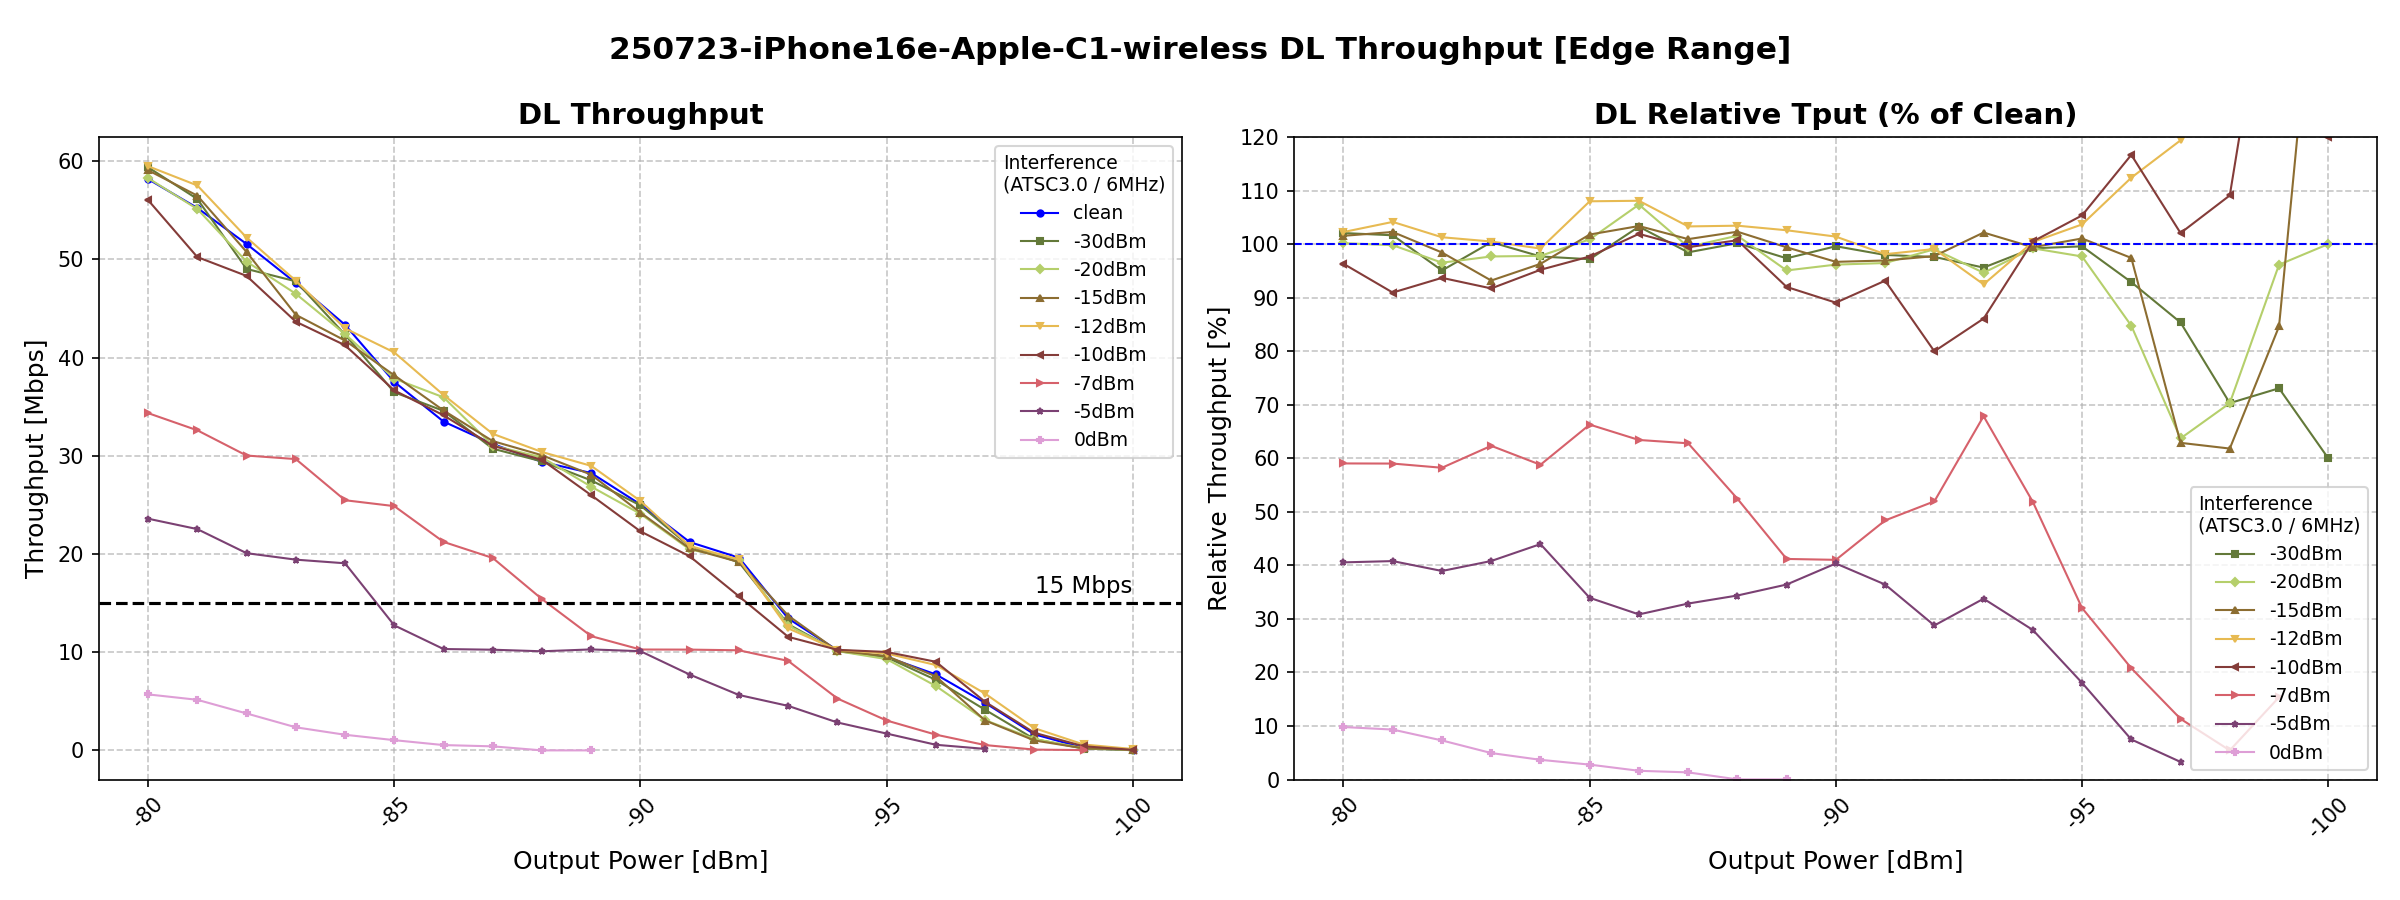 250723-iPhone16e-Apple-C1-wireless DL Throughput [Edge Range]
DL Throughput
Throughput [Mbps]
60
50
40
30
20
10
0
Interference
(ATSC3.0 / 6MHz)
clean
-30dBm
-20dBm
-15dBm
-12dBm
-10dBm
-7dBm
-5dBm
0dBm
15 Mbps
-80
-85
-90
-95
-100
Output Power [dBm]
DL Relative Tput (% of Clean)
Relative Throughput [%]
120
110
100
90
80
70
60
50
40
30
20
10
0
Interference
(ATSC3.0 / 6MHz)
-30dBm
-20dBm
-15dBm
-12dBm
-10dBm
-7dBm
-5dBm
0dBm
-80
-85
-90
-95
-100
Output Power [dBm]